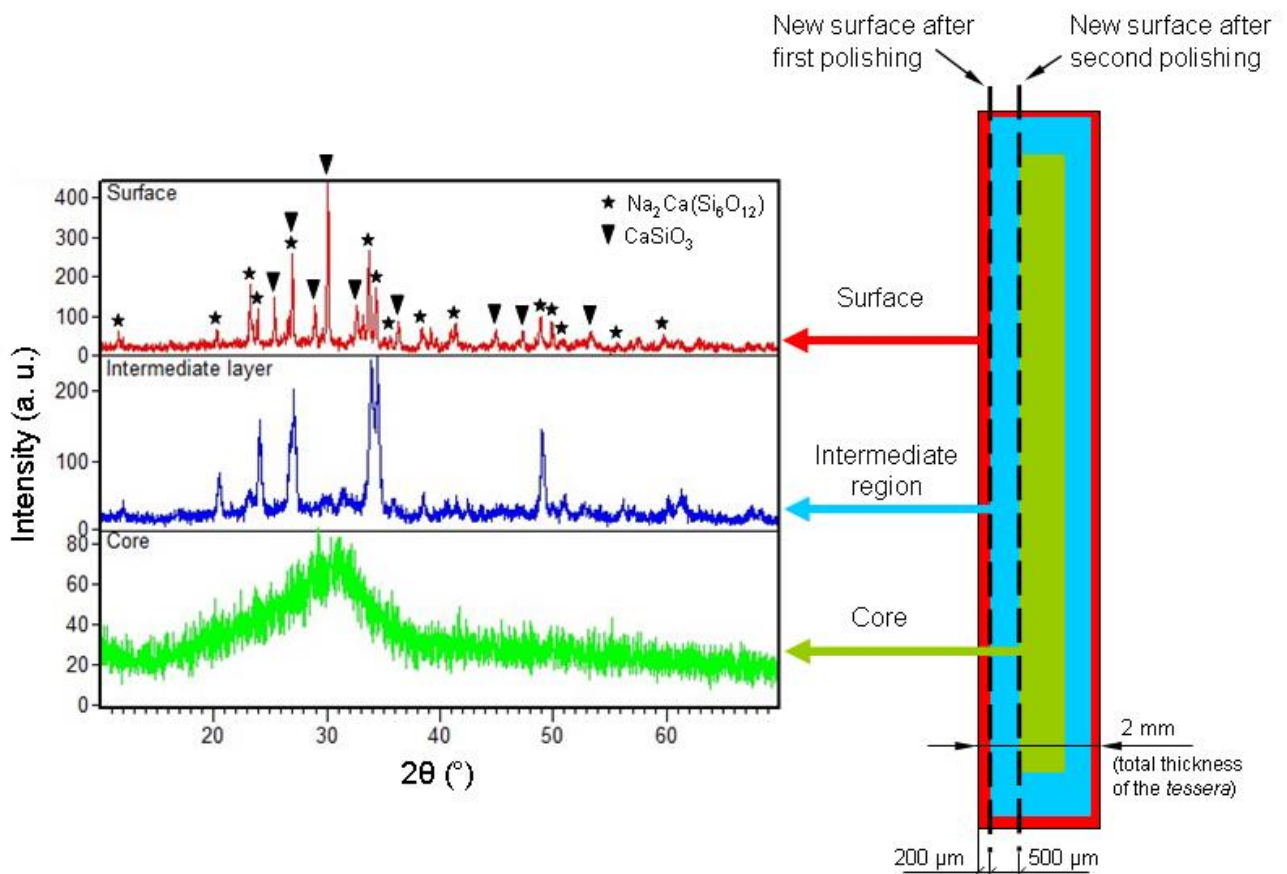 New surface after
first polishing
New surface after
second polishing
Intensity (a. u.)
400
300
200
100
0
Surface
★ Na₂Ca(Si₆O₁₂)
▼ CaSiO₃
200
100
0
Intermediate layer
80
60
40
20
0
Core
20
30
40
50
60
2θ (°)
Surface
Intermediate
region
Core
2 mm
(total thickness
of the tessera)
200 µm
500 µm